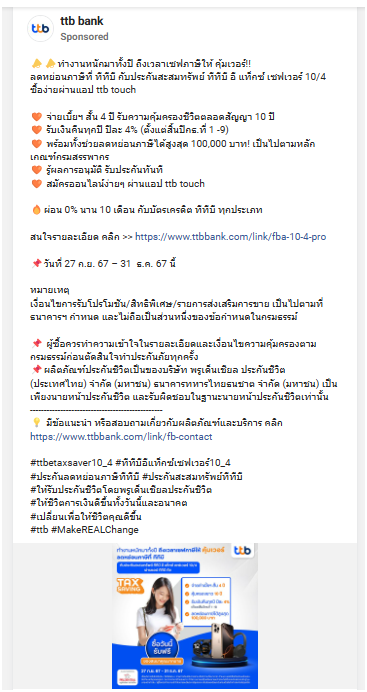 ttb bank
Sponsored
ttb
🔑🔑ทำงานหนักมาทั้งปี ถึงเวลาเซฟภาษีให้ คุ้มเวอร์!!
ลดหย่อนภาษีที่ ทีทีบี กับประกันสะสมทรัพย์ ทีทีบี อี แท็กซ์ เซฟเวอร์ 10/4
ซื้อง่ายผ่านแอป ttb touch
🧡 จ่ายเบี้ยฯ สั้น 4 ปี รับความคุ้มครองชีวิตตลอดสัญญา 10 ปี
🧡 รับเงินคืนทุกปี ปีละ 4% (ตั้งแต่สิ้นปีกธ.ที่ 1 -9)
🧡 พร้อมทั้งช่วยลดหย่อนภาษีได้สูงสุด 100,000 บาท! เป็นไปตามหลัก
เกณฑ์กรมสรรพากร
🧡 รู้ผลการอนุมัติ รับประกันทันที
🧡 สมัครออนไลน์ง่ายๆ ผ่านแอป ttb touch
🔥ผ่อน 0% นาน 10 เดือน กับบัตรเครดิต ทีทีบี ทุกประเภท
สนใจรายละเอียด คลิก >> https://www.ttbbank.com/link/fba-10-4-pro
📌วันที่ 27 ก.ย. 67 – 31 ธ.ค. 67 นี้
หมายเหตุ
เงื่อนไขการรับโปรโมชัน/สิทธิพิเศษ/รายการส่งเสริมการขาย เป็นไปตามที่
ธนาคารฯ กำหนด และไม่ถือเป็นส่วนหนึ่งของข้อกำหนดในกรมธรรม์
📌 ผู้ซื้อควรทำความเข้าใจในรายละเอียดและเงื่อนไขความคุ้มครองตาม
กรมธรรม์ก่อนตัดสินใจทำประกันภัยทุกครั้ง
📌ผลิตภัณฑ์ประกันชีวิตเป็นของบริษัท พรูเด็นเชียล ประกันชีวิต
(ประเทศไทย) จำกัด (มหาชน) ธนาคารทหารไทยธนชาต จำกัด (มหาชน) เป็น
เพียงนายหน้าประกันชีวิต และรับผิดชอบในฐานะนายหน้าประกันชีวิตเท่านั้น
--------------------------------------------
💡 มีข้อแนะนำ หรือสอบถามเกี่ยวกับผลิตภัณฑ์และบริการ คลิก
https://www.ttbbank.com/link/fb-contact
#ttbetaxsaver10_4 #ทีทีบีอีแท็กซ์เซฟเวอร์10_4
#ประกันลดหย่อนภาษีทีทีบี #ประกันสะสมทรัพย์ทีทีบี
#ให้รับประกันชีวิตโดยพรูเด็นเชียลประกันชีวิต
#ให้ชีวิตการเงินดีขึ้นทั้งวันนี้และอนาคต
#เปลี่ยนเพื่อให้ชีวิตคุณดีขึ้น
#ttb #MakeREALChange
ทำงานหนักมาทั้งปี ถึงเวลาเซฟภาษีให้ คุ้มเวอร์
ลดหย่อนภาษีที่ ทีทีบี
ttb
TAX
SAVING
ซื้อวันนี้
รับฟรี
27 ก.ย. 67 - 31 ธ.ค. 67